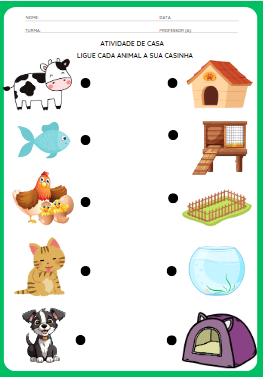 NOME: DATA
TURMA: PROFESSOR (A):
ATIVIDADE DE CASA
LIGUE CADA ANIMAL A SUA CASINHA